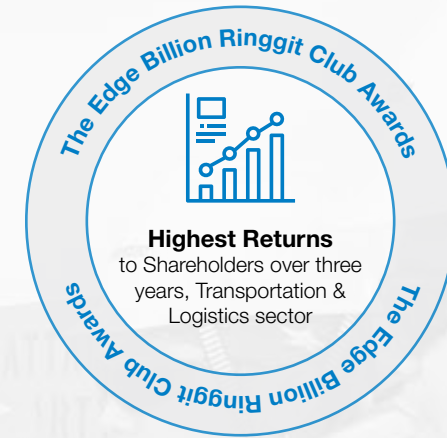 The Edge Billion Ringgit Club Awards
Highest Returns
to Shareholders over three
years, Transportation &
Logistics sector
The Edge Billion Ringgit Club Awards